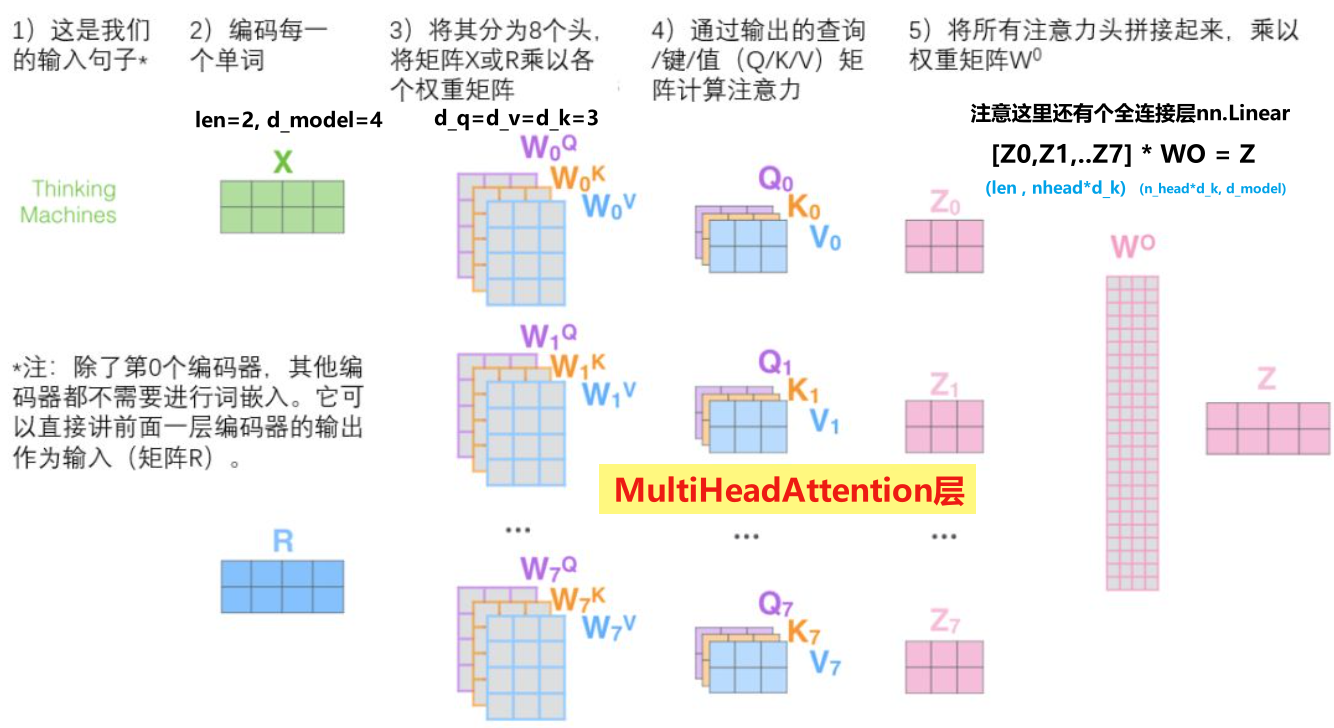 1）这是我们
的输入句子*
2）编码每一
个单词
3）将其分为8个头，
将矩阵X或R乘以各
个权重矩阵
4）通过输出的查询
/键/值（Q/K/V）矩
阵计算注意力
5）将所有注意力头拼接起来，乘以
权重矩阵W⁰
len=2, d_model=4
d_q=d_v=d_k=3
注意这里还有个全连接层nn.Linear
[Z0,Z1,..Z7] * WO = Z
(len , nhead*d_k)
(n_head*d_k, d_model)
Thinking
Machines
X
W₀Q
W₀K
W₀V
Q₀
K₀
V₀
Z₀
WO
W₁Q
W₁K
W₁V
Q₁
K₁
V₁
Z₁
Z
*注：除了第0个编码器，其他编
码器都不需要进行词嵌入。它可
以直接讲前面一层编码器的输出
作为输入（矩阵R）。
MultiHeadAttention层
...
...
...
R
W₇Q
W₇K
W₇V
Q₇
K₇
V₇
Z₇